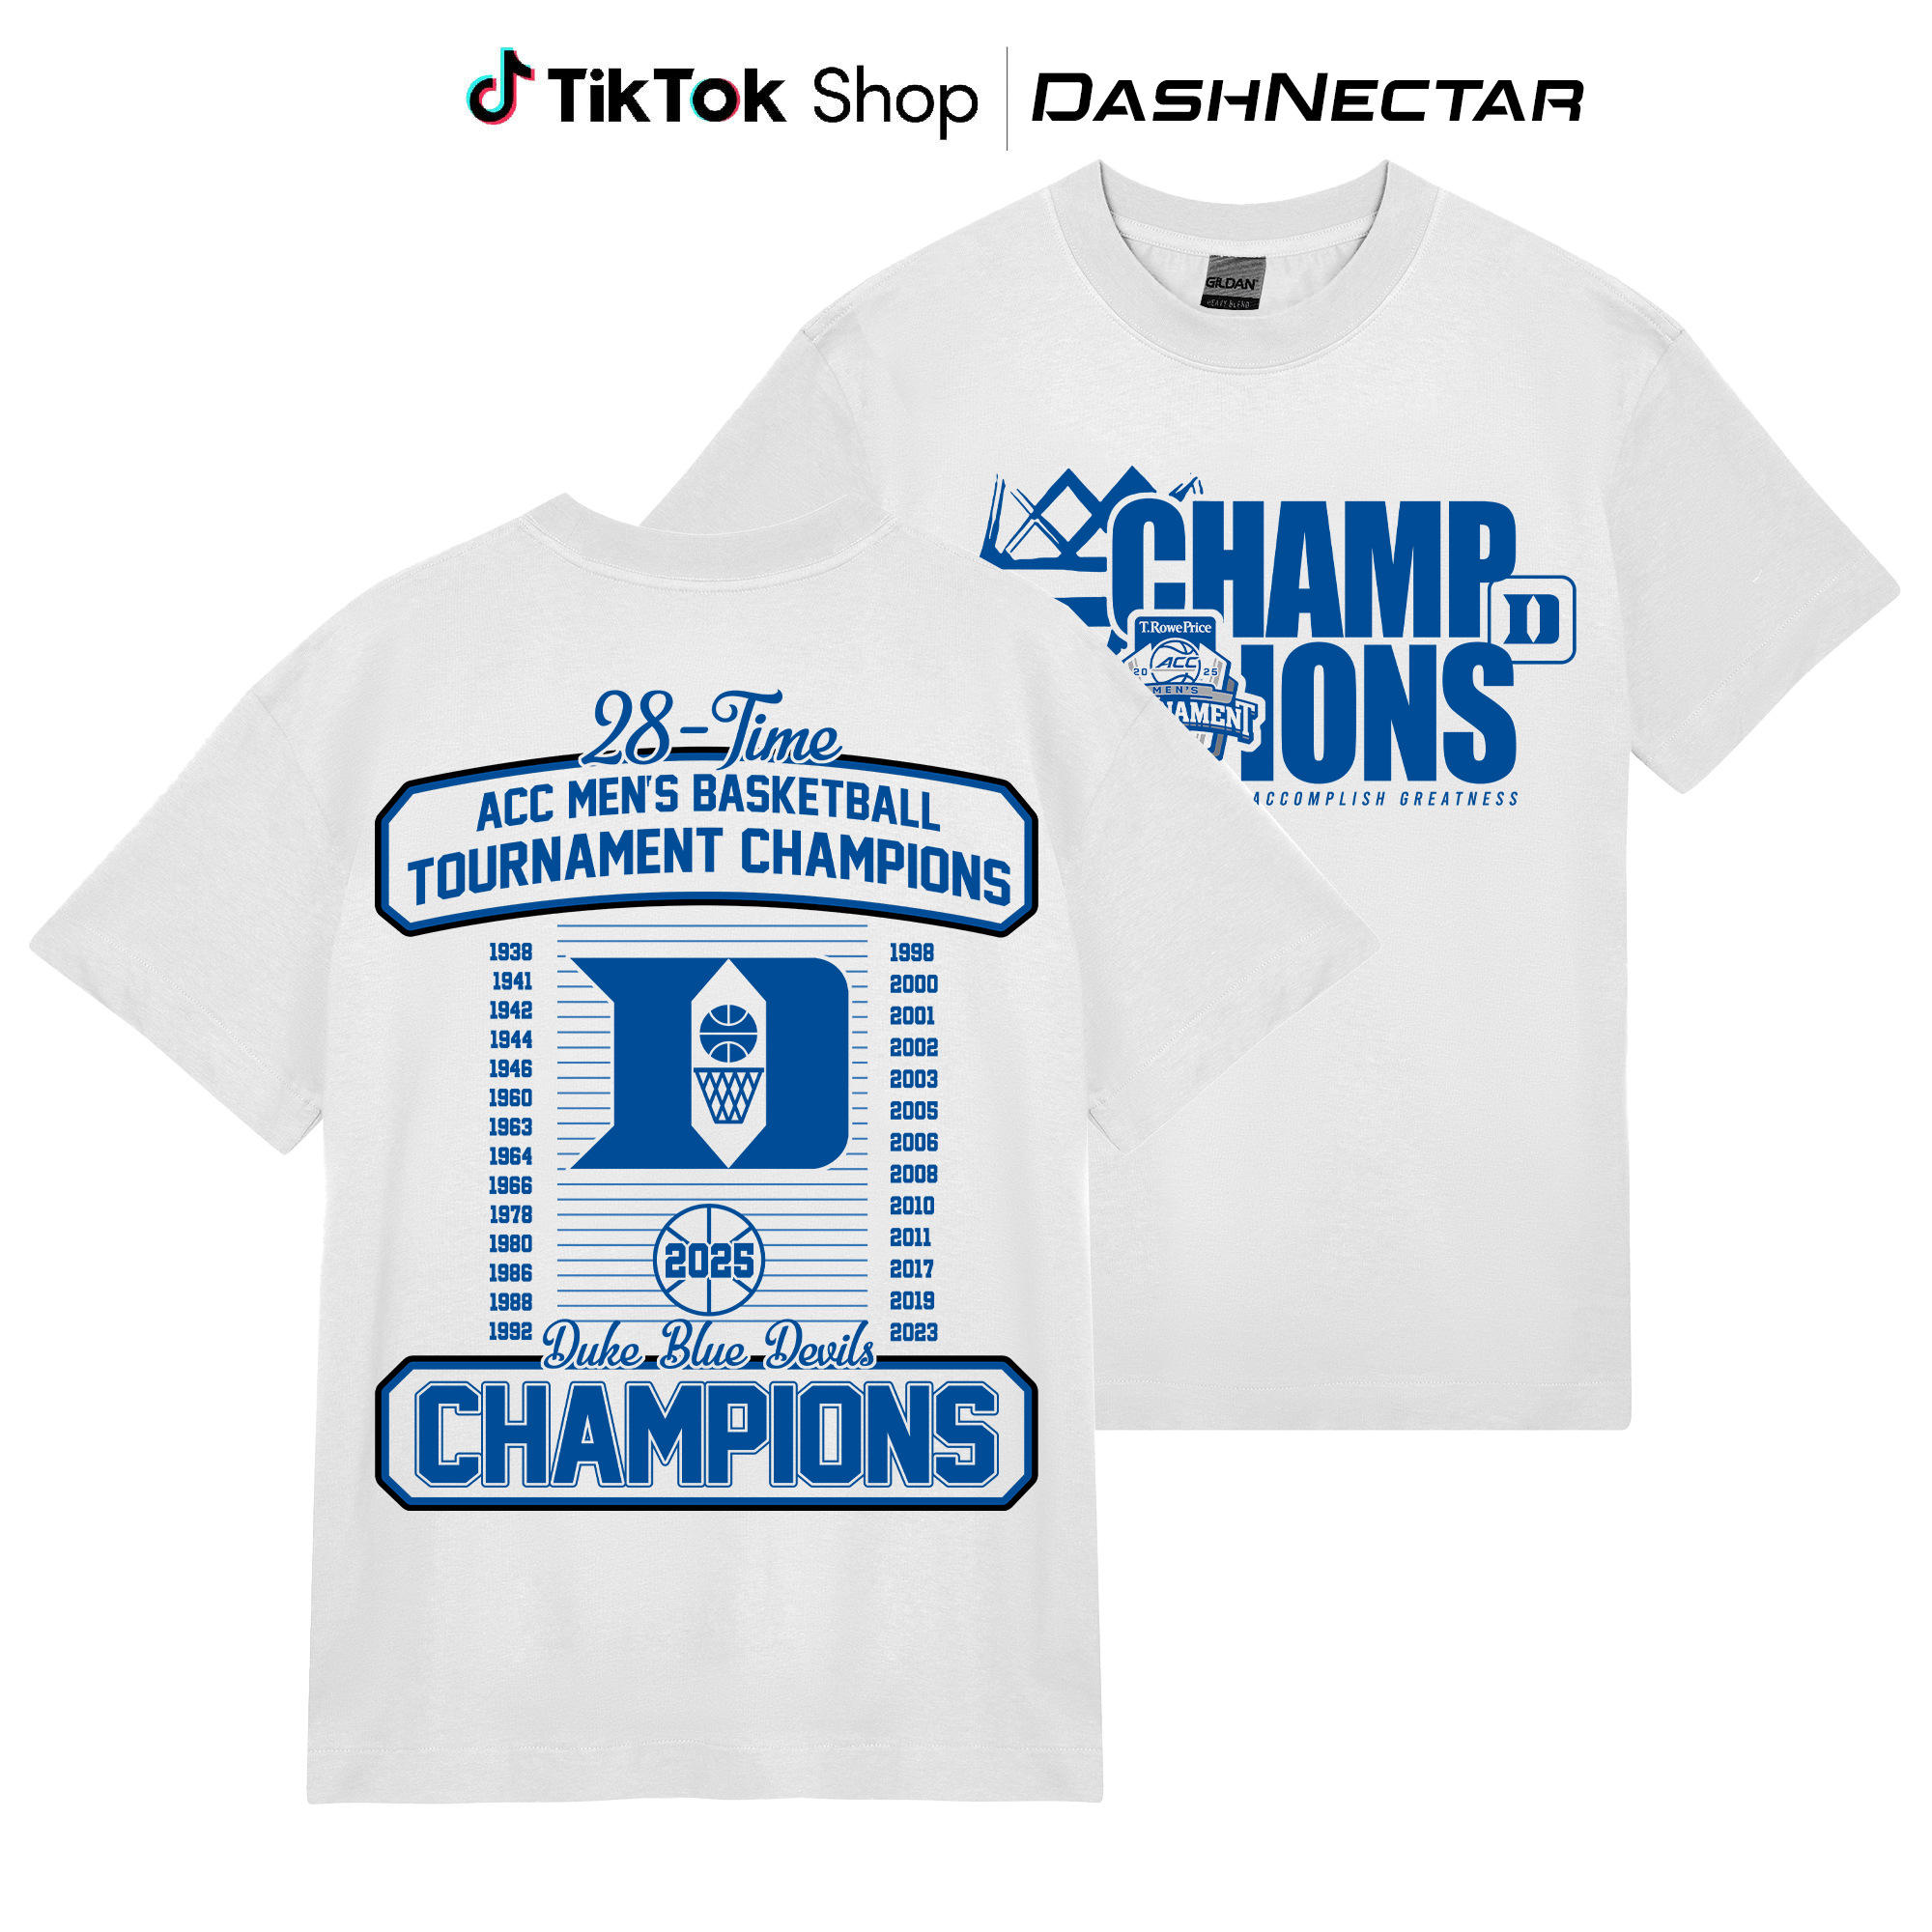 TikTok Shop | DASHNECTAR
GILDAN
HEAVY BLEND
CHAMP
D
IONS
T.RowePrice
ACC
20 25
MEN'S
ACCOMPLISH GREATNESS
28-Time
ACC MEN'S BASKETBALL
TOURNAMENT CHAMPIONS
1938
1941
1942
1944
1946
1960
1963
1964
1966
1978
1980
1986
1988
1992
D
2025
1998
2000
2001
2002
2003
2005
2006
2008
2010
2011
2017
2019
2023
Duke Blue Devils
CHAMPIONS